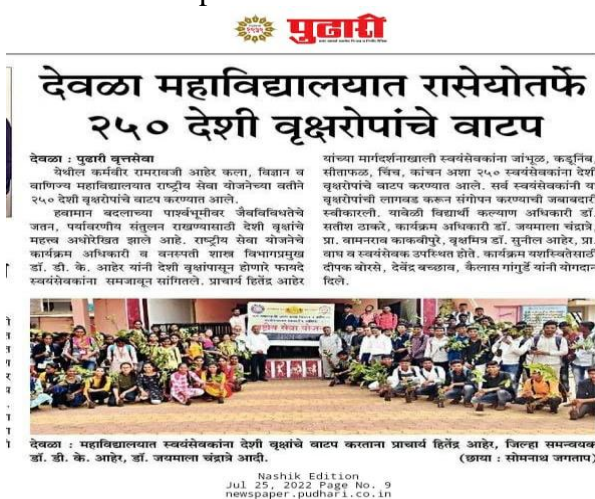 पुढारी
देवळा महाविद्यालयात रासेयोतर्फे
२५० देशी वृक्षरोपांचे वाटप
देवळा : पुढारी वृत्तसेवा
येथील कर्मवीर रामरावजी आहेर कला, विज्ञान व
वाणिज्य महाविद्यालयात राष्ट्रीय सेवा योजनेच्या वतीने
२५० देशी वृक्षरोपांचे वाटप करण्यात आले.
हवामान बदलाच्या पार्श्वभूमीवर जैवविविधतेचे
जतन, पर्यावरणीय संतुलन राखण्यासाठी देशी वृक्षांचे
महत्त्व अधोरेखित झाले आहे. राष्ट्रीय सेवा योजनेचे
कार्यक्रम अधिकारी व वनस्पती शास्त्र विभागप्रमुख
डॉ. डी. के. आहेर यांनी देशी वृक्षांपासून होणारे फायदे
स्वयंसेवकांना समजावून सांगितले. प्राचार्य हितेंद्र आहेर
यांच्या मार्गदर्शनाखाली स्वयंसेवकांना जांभूळ, कडूनिंब,
सीताफळ, चिंच, कांचन अशा २५० स्वयंसेवकांना देशी
वृक्षरोपांचे वाटप करण्यात आले. सर्व स्वयंसेवकांनी या
वृक्षरोपांची लागवड करून संगोपन करण्याची जबाबदारी
स्वीकारली. यावेळी विद्यार्थी कल्याण अधिकारी डॉ.
सतीश ठाकरे, कार्यक्रम अधिकारी डॉ. जयमाला चंद्रात्रे,
प्रा. वामनराव काकवीपुरे, वृक्षमित्र डॉ. सुनील आहेर, प्रा.
वाघ व स्वयंसेवक उपस्थित होते. कार्यक्रम यशस्वितेसाठी
दीपक बोरसे, देवेंद्र बच्छाव, कैलास गांगुर्डे यांनी योगदान
दिले.
राष्ट्रीय सेवा योजना
देवळा : महाविद्यालयात स्वयंसेवकांना देशी वृक्षांचे वाटप करताना प्राचार्य हितेंद्र आहेर, जिल्हा समन्वयक
डॉ. डी. के. आहेर, डॉ. जयमाला चंद्रात्रे आदी. (छाया : सोमनाथ जगताप)
Nashik Edition
Jul 25, 2022 Page No. 9
newspaper.pudhari.co.in